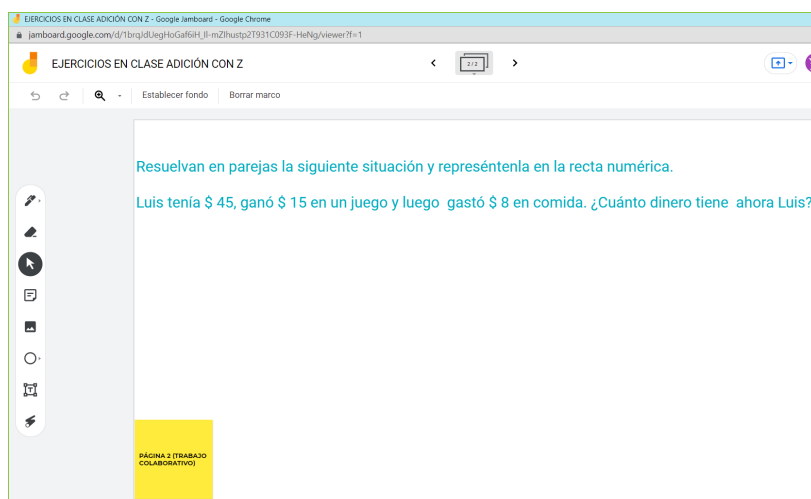 EJERCICIOS EN CLASE ADICIÓN CON Z - Google Jamboard - Google Chrome
jamboard.google.com/d/1brqJdUegHoGaf6iH_lI-mZlhustp2T931C093F-HeNg/viewer?f=1
EJERCICIOS EN CLASE ADICIÓN CON Z
2 / 2
Establecer fondo Borrar marco
Resuelvan en parejas la siguiente situación y represéntenla en la recta numérica.
Luis tenía $ 45, ganó $ 15 en un juego y luego gastó $ 8 en comida. ¿Cuánto dinero tiene ahora Luis?
PÁGINA 2 (TRABAJO
COLABORATIVO)